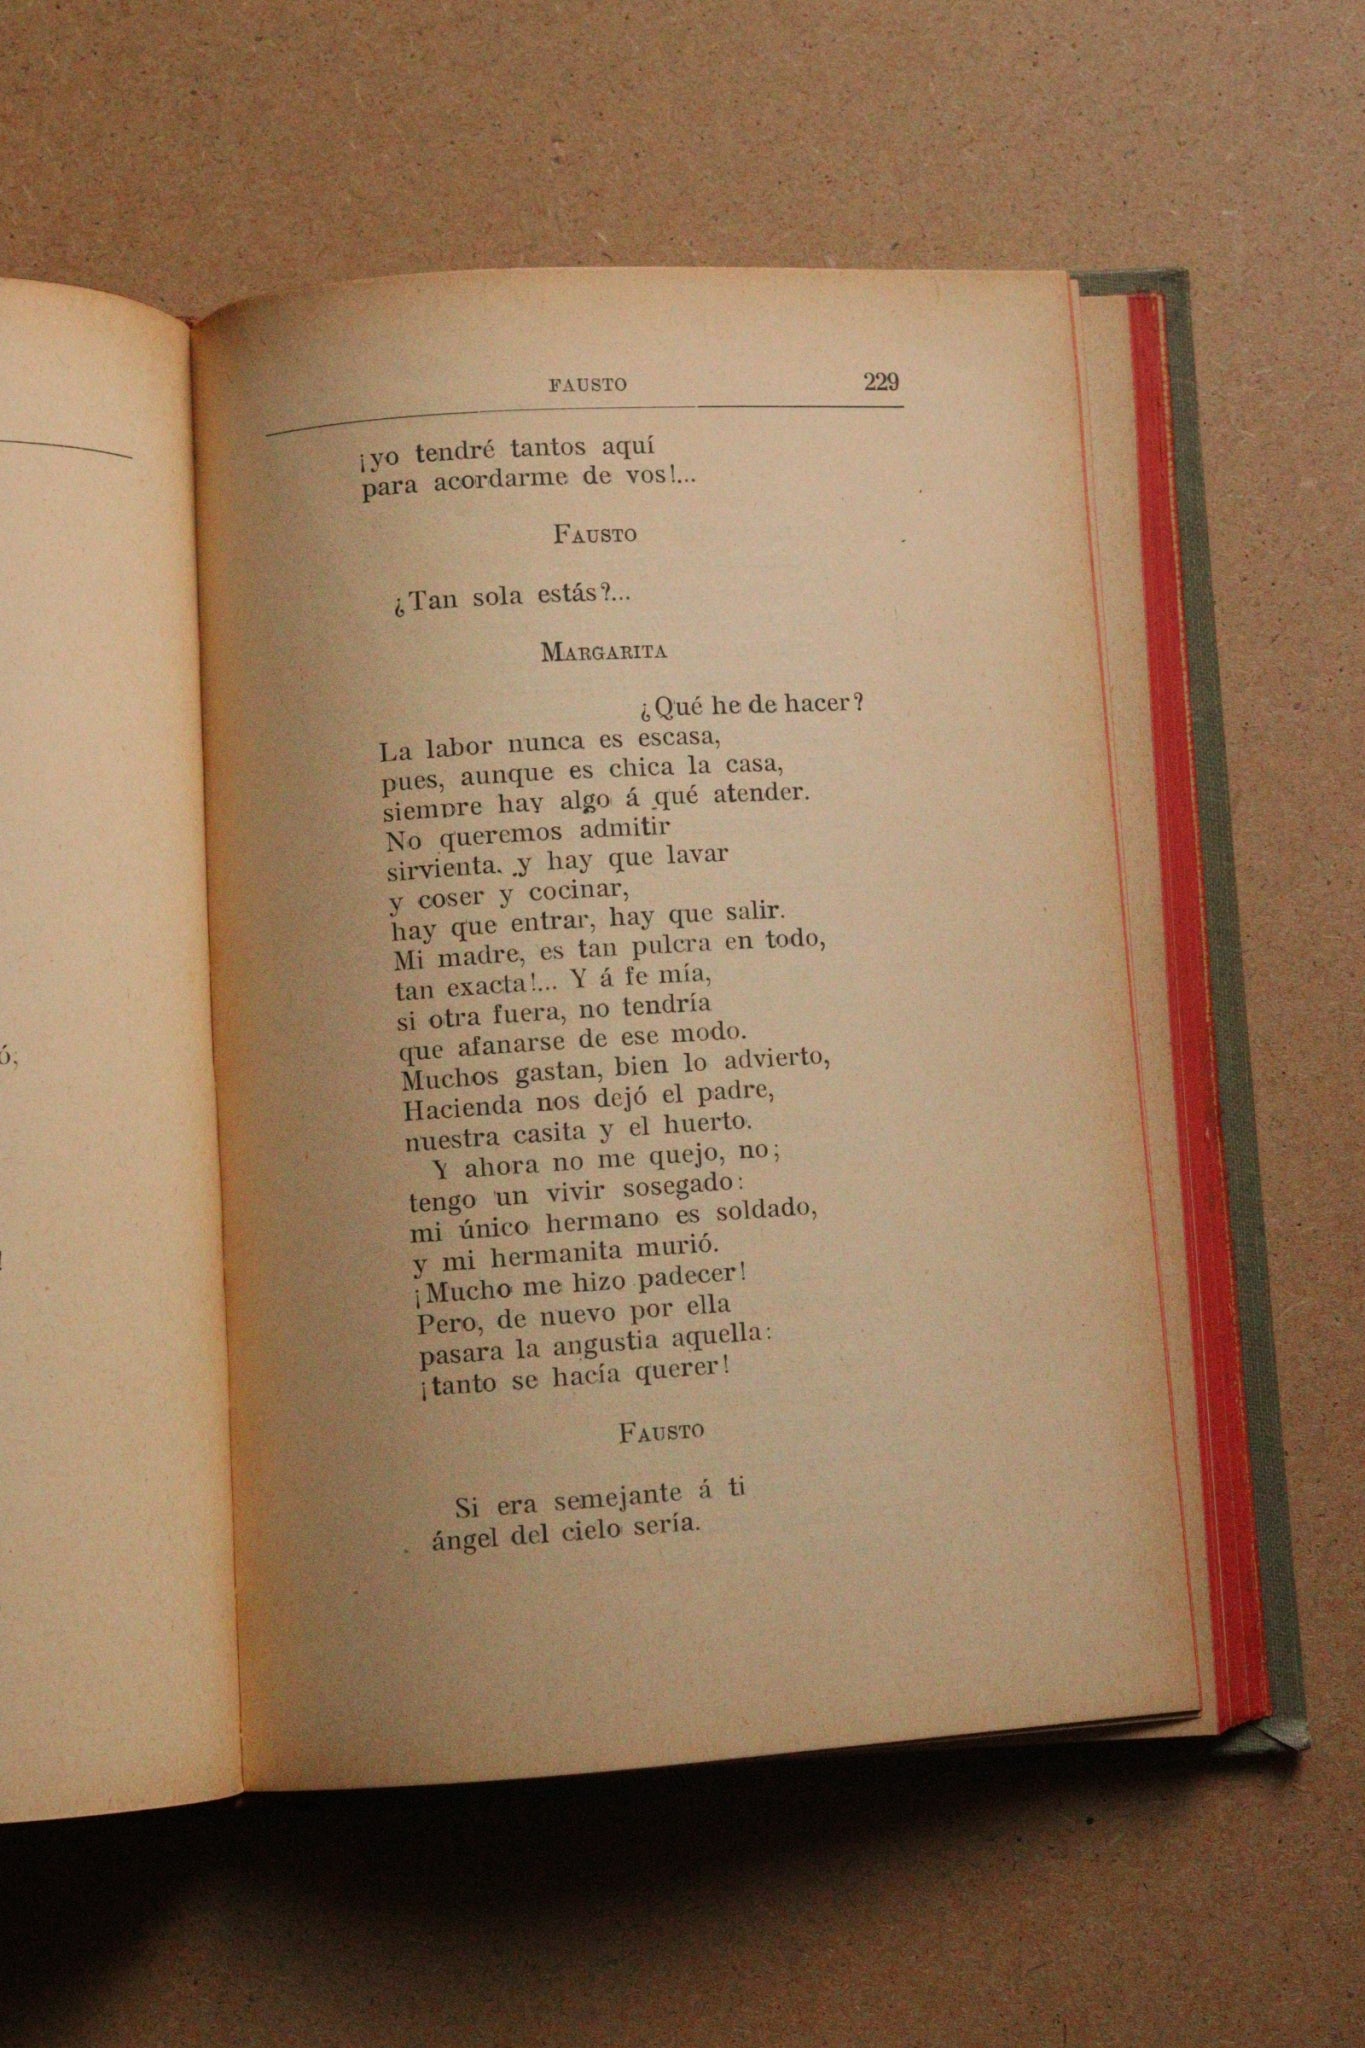 FAUSTO 229
¡yo tendré tantos aquí
para acordarme de vos!...
FAUSTO
¿Tan sola estás?...
MARGARITA
¿Qué he de hacer?
La labor nunca es escasa,
pues, aunque es chica la casa,
siempre hay algo á qué atender.
No queremos admitir
sirvienta. y hay que lavar
y coser y cocinar,
hay que entrar, hay que salir.
Mi madre, es tan pulcra en todo,
tan exacta!... Y á fe mía,
si otra fuera, no tendría
que afanarse de ese modo.
Muchos gastan, bien lo advierto,
Hacienda nos dejó el padre,
nuestra casita y el huerto.
Y ahora no me quejo, no;
tengo un vivir sosegado:
mi único hermano es soldado,
y mi hermanita murió.
¡Mucho me hizo padecer!
Pero, de nuevo por ella
pasara la angustia aquella:
¡tanto se hacía querer!
FAUSTO
Si era semejante á ti
ángel del cielo sería.